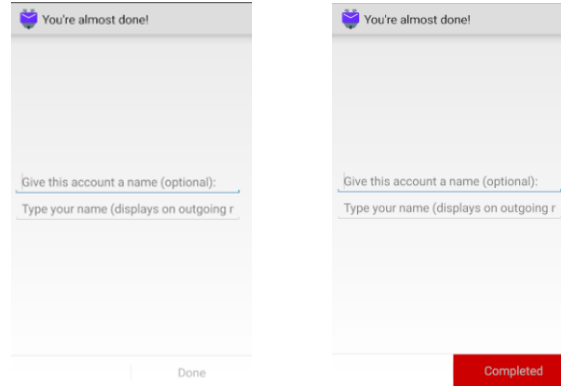 You're almost done!
Give this account a name (optional):
Type your name (displays on outgoing r
Done
You're almost done!
Give this account a name (optional):
Type your name (displays on outgoing r
Completed